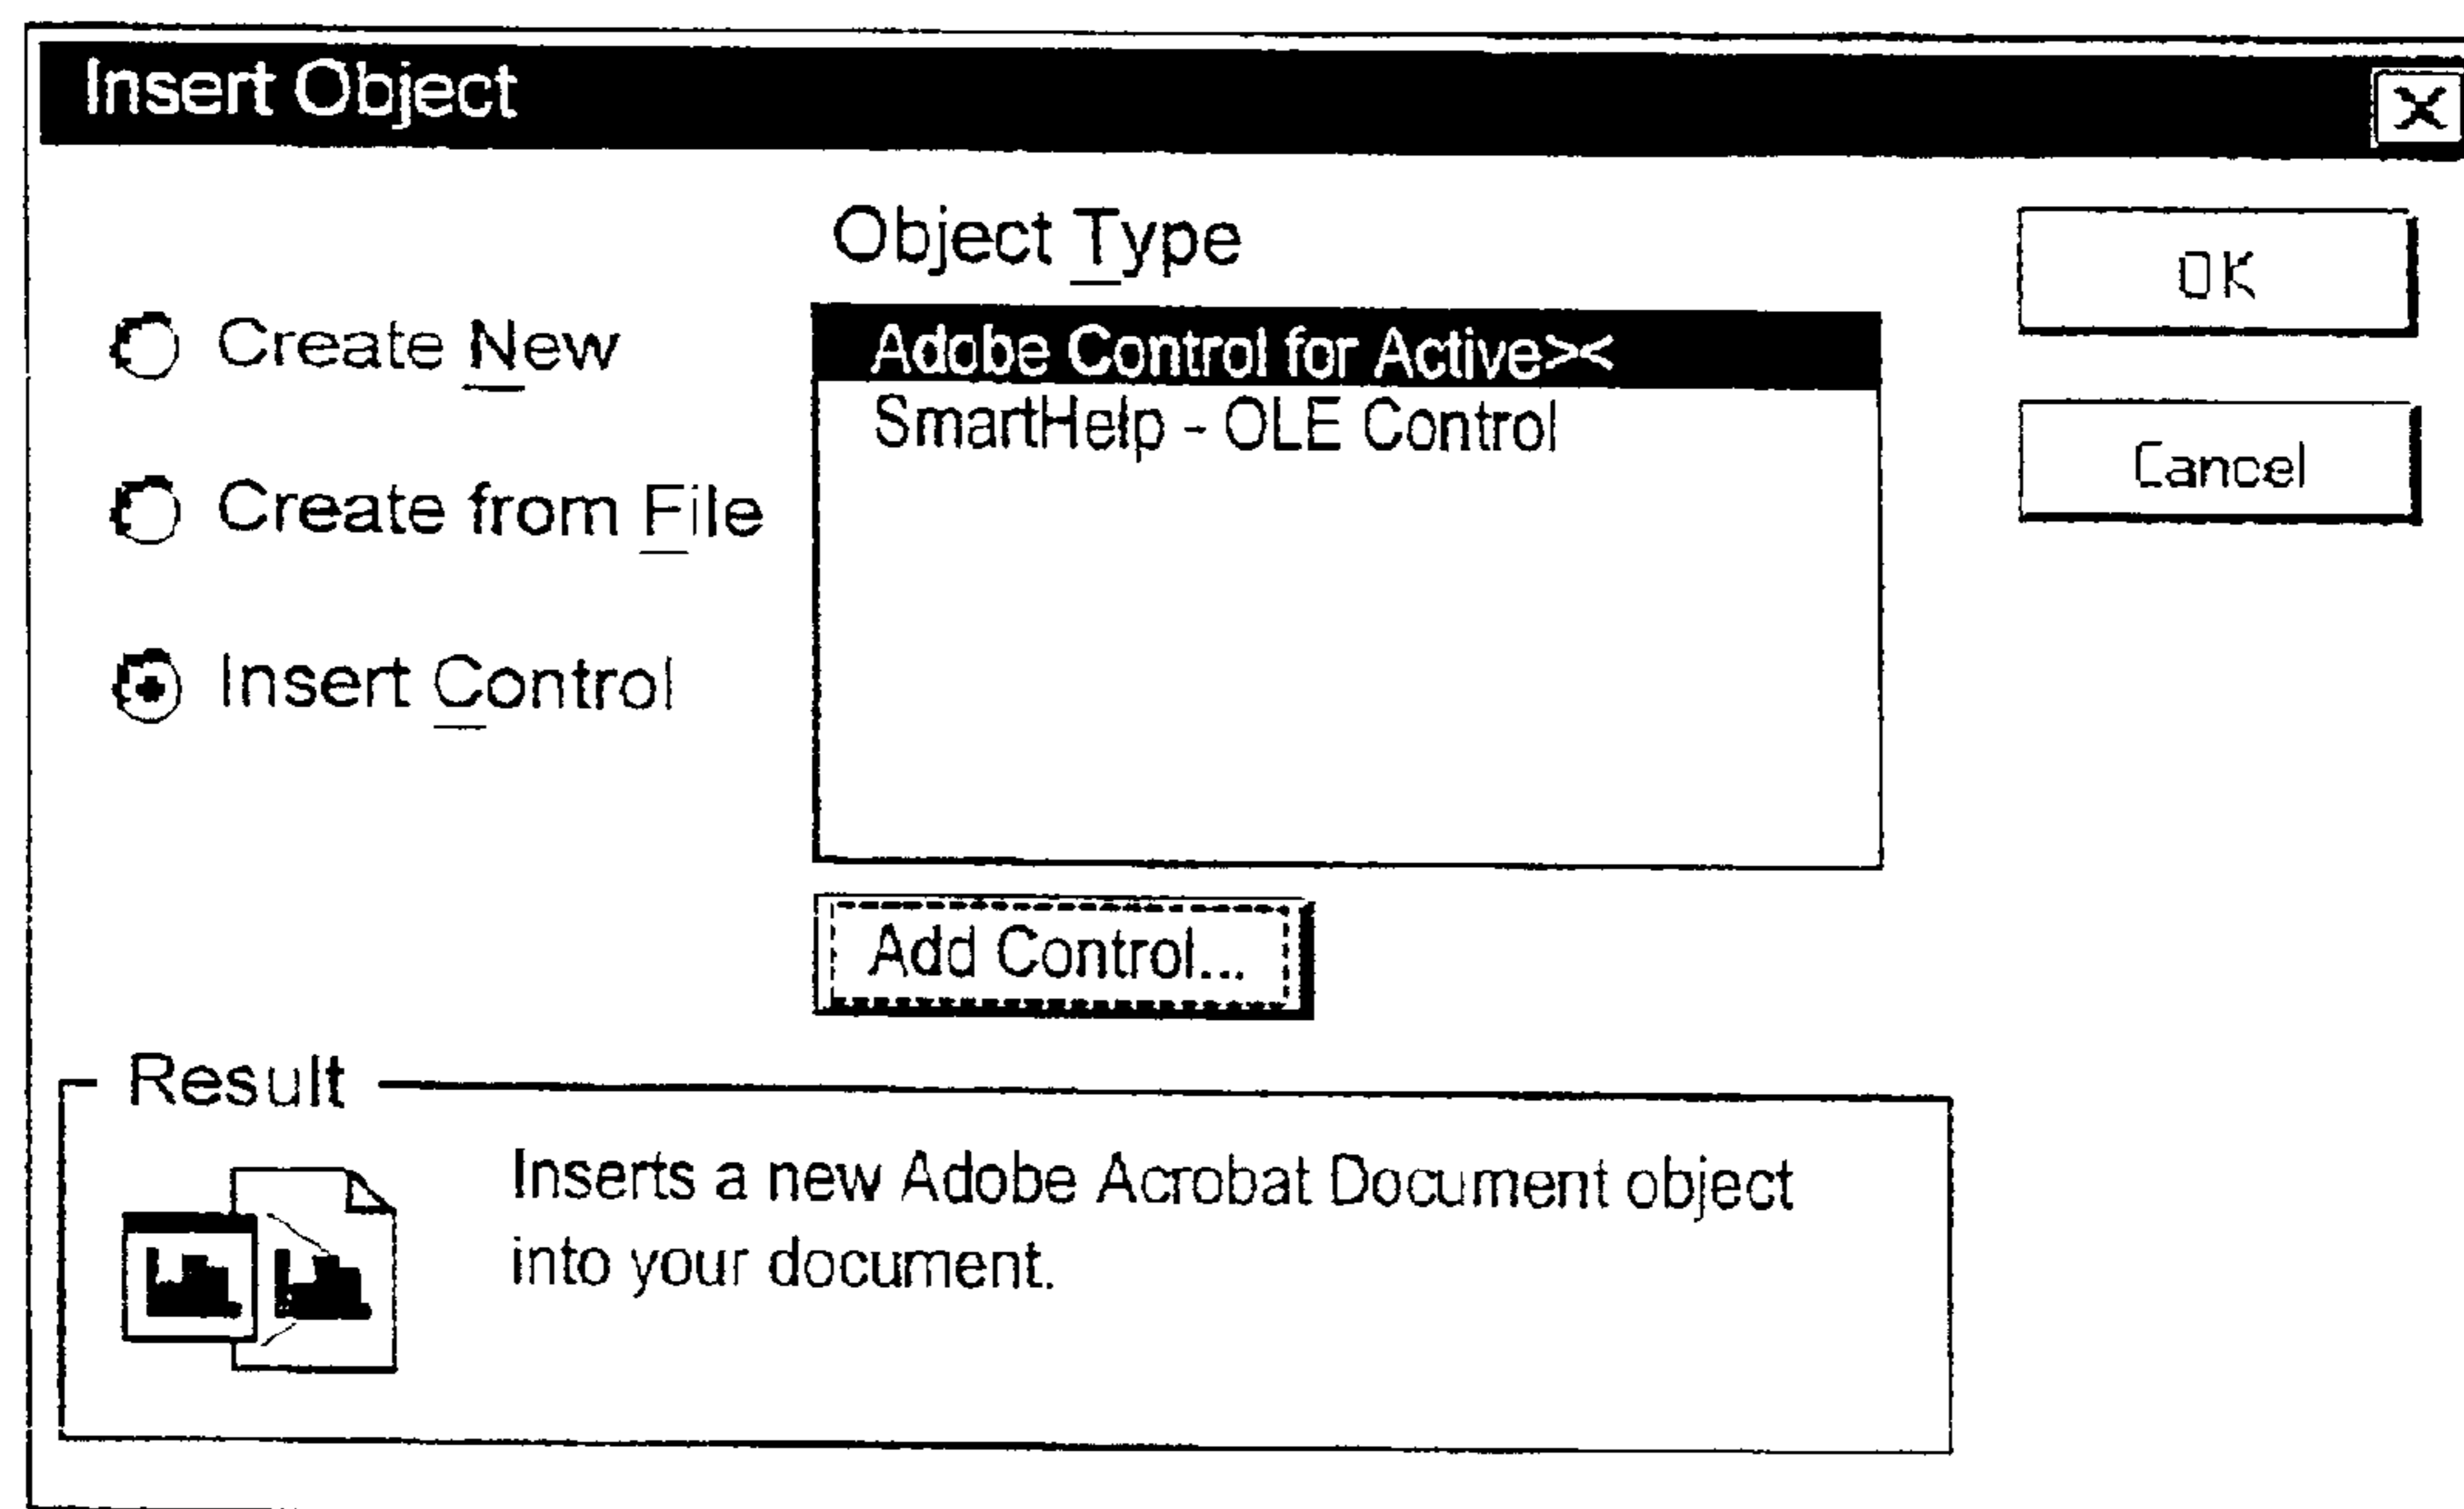 Insert Object
X
Object Type
Create New
Create from File
Insert Control
Adobe Control for Active><
SmartHelp - OLE Control
OK
Cancel
Add Control...
Result
Inserts a new Adobe Acrobat Document object
into your document.